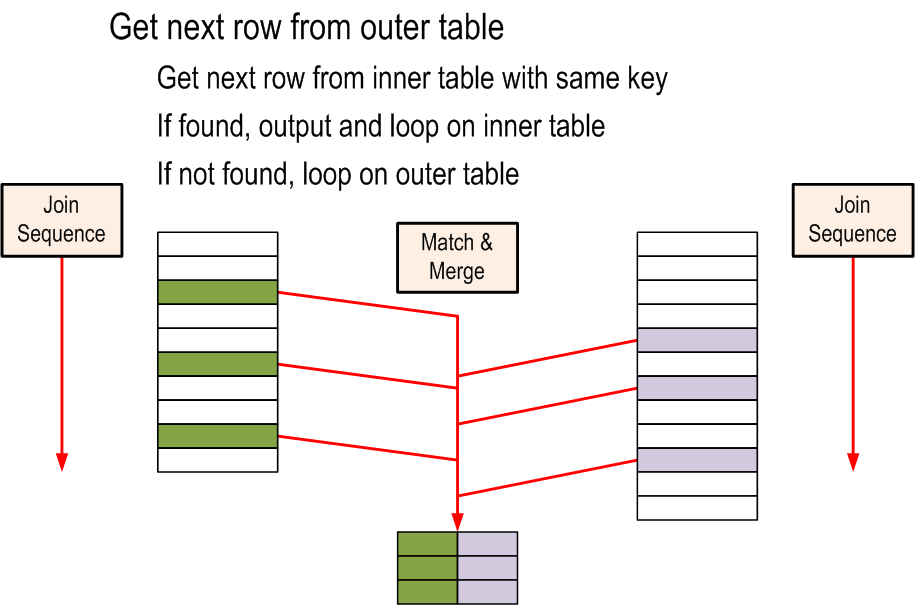 Get next row from outer table
Get next row from inner table with same key
If found, output and loop on inner table
If not found, loop on outer table
Join
Sequence
Match &
Merge
Join
Sequence